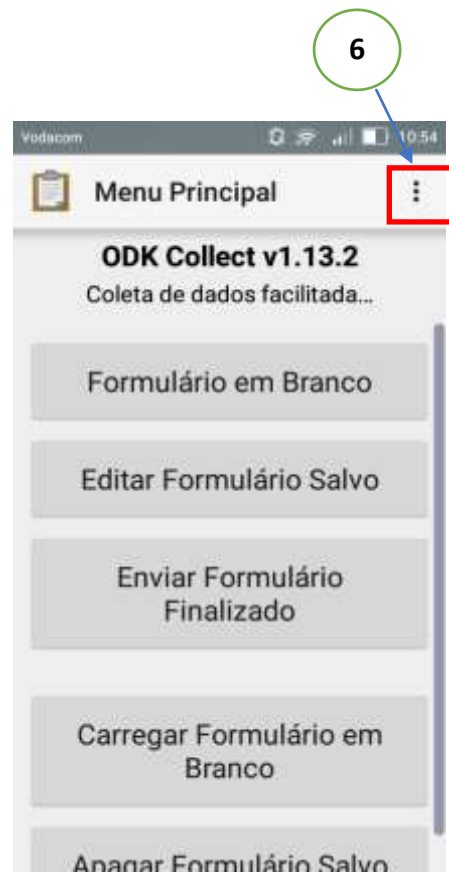 6
Vodacom 10:54
Menu Principal
ODK Collect v1.13.2
Coleta de dados facilitada...
Formulário em Branco
Editar Formulário Salvo
Enviar Formulário
Finalizado
Carregar Formulário em
Branco
Apagar Formulário Salvo